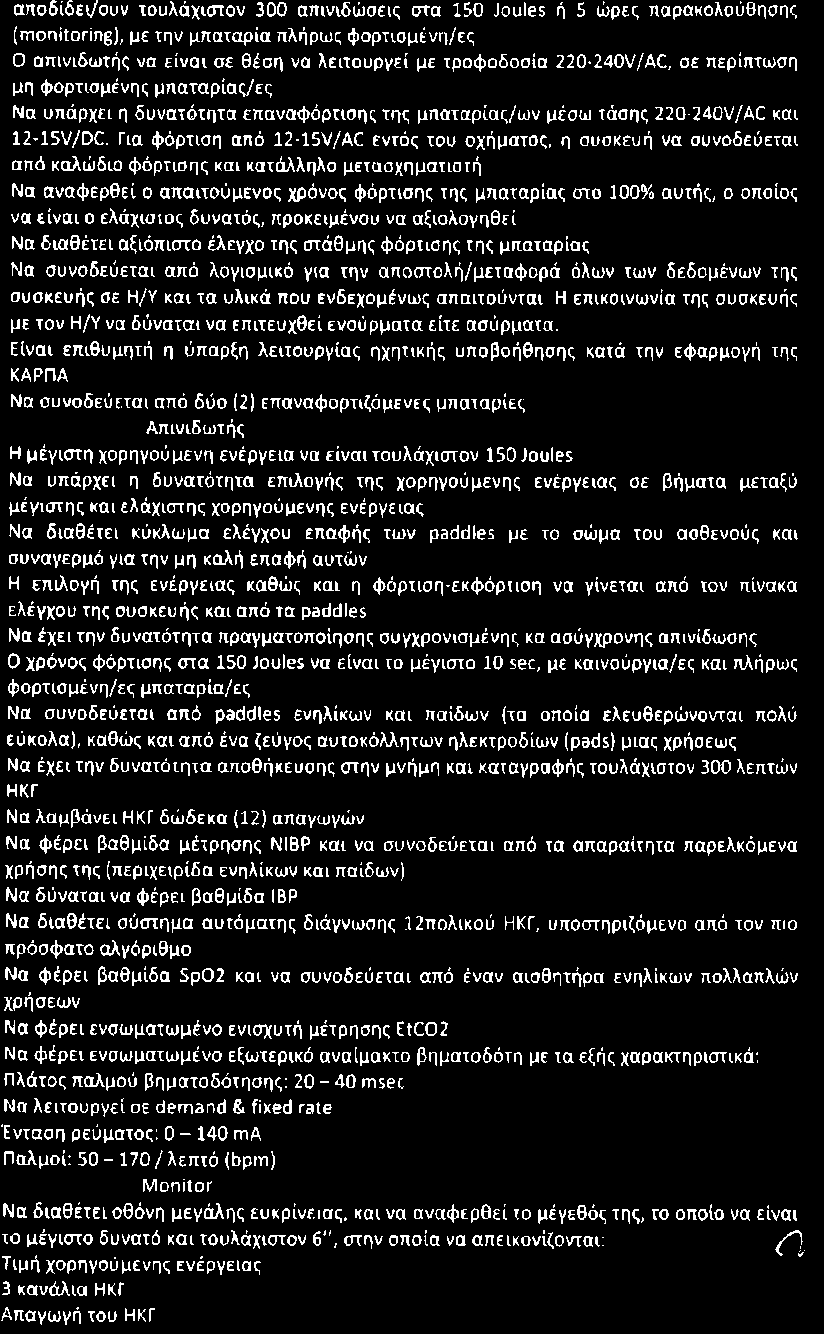 αποδίδει/ουν τουλάχιστον 300 απινιδώσεις στα 150 Joules ή 5 ώρες παρακολούθησης
(monitoring), με την μπαταρία πλήρως φορτισμένη/ες
Ο απινιδωτής να είναι σε θέση να λειτουργεί με τροφοδοσία 220-240V/AC, σε περίπτωση
μη φορτισμένης μπαταρίας/ες
Να υπάρχει η δυνατότητα επαναφόρτισης της μπαταρίας/ων μέσω τάσης 220-240V/AC και
12-15V/DC. Για φόρτιση από 12-15V/AC εντός του οχήματος, η συσκευή να συνοδεύεται
από καλώδιο φόρτισης και κατάλληλο μετασχηματιστή
Να αναφερθεί ο απαιτούμενος χρόνος φόρτισης της μπαταρίας στο 100% αυτής, ο οποίος
να είναι ο ελάχιστος δυνατός, προκειμένου να αξιολογηθεί
Να διαθέτει αξιόπιστο έλεγχο της στάθμης φόρτισης της μπαταρίας
Να συνοδεύεται από λογισμικό για την αποστολή/μεταφορά όλων των δεδομένων της
συσκευής σε Η/Υ και τα υλικά που ενδεχομένως απαιτούνται Η επικοινωνία της συσκευής
με τον Η/Υ να δύναται να επιτευχθεί ενσύρματα είτε ασύρματα.
Είναι επιθυμητή η ύπαρξη λειτουργίας ηχητικής υποβοήθησης κατά την εφαρμογή της
ΚΑΡΠΑ
Να συνοδεύεται από δύο (2) επαναφορτιζόμενες μπαταρίες
Απινιδωτής
Η μέγιστη χορηγούμενη ενέργεια να είναι τουλάχιστον 150 Joules
Να υπάρχει η δυνατότητα επιλογής της χορηγούμενης ενέργειας σε βήματα μεταξύ
μέγιστης και ελάχιστης χορηγούμενης ενέργειας
Να διαθέτει κύκλωμα ελέγχου επαφής των paddles με το σώμα του ασθενούς και
συναγερμό για την μη καλή επαφή αυτών
Η επιλογή της ενέργειας καθώς και η φόρτιση-εκφόρτιση να γίνεται από τον πίνακα
ελέγχου της συσκευής και από τα paddles
Να έχει την δυνατότητα πραγματοποίησης συγχρονισμένης κα ασύγχρονης απινίδωσης
Ο χρόνος φόρτισης στα 150 Joules να είναι το μέγιστο 10 sec, με καινούργια/ες και πλήρως
φορτισμένη/ες μπαταρία/ες
Να συνοδεύεται από paddles ενηλίκων και παίδων (τα οποία ελευθερώνονται πολύ
εύκολα), καθώς και από ένα ζεύγος αυτοκόλλητων ηλεκτροδίων (pads) μιας χρήσεως
Να έχει την δυνατότητα αποθήκευσης στην μνήμη και καταγραφής τουλάχιστον 300 λεπτών
ΗΚΓ
Να λαμβάνει ΗΚΓ δώδεκα (12) απαγωγών
Να φέρει βαθμίδα μέτρησης NIBP και να συνοδεύεται από τα απαραίτητα παρελκόμενα
χρήσης της (περιχειρίδα ενηλίκων και παίδων)
Να δύναται να φέρει βαθμίδα IBP
Να διαθέτει σύστημα αυτόματης διάγνωσης 12πολικού ΗΚΓ, υποστηριζόμενο από τον πιο
πρόσφατο αλγόριθμο
Να φέρει βαθμίδα SpO2 και να συνοδεύεται από έναν αισθητήρα ενηλίκων πολλαπλών
χρήσεων
Να φέρει ενσωματωμένο ενισχυτή μέτρησης EtCO2
Να φέρει ενσωματωμένο εξωτερικό αναίμακτο βηματοδότη με τα εξής χαρακτηριστικά:
Πλάτος παλμού βηματοδότησης: 20 – 40 msec
Να λειτουργεί σε demand & fixed rate
Ένταση ρεύματος: 0 – 140 mA
Παλμοί: 50 – 170 / λεπτό (bpm)
Monitor
Να διαθέτει οθόνη μεγάλης ευκρίνειας, και να αναφερθεί το μέγεθός της, το οποίο να είναι
το μέγιστο δυνατό και τουλάχιστον 6", στην οποία να απεικονίζονται:
Τιμή χορηγούμενης ενέργειας
3 κανάλια ΗΚΓ
Απαγωγή του ΗΚΓ